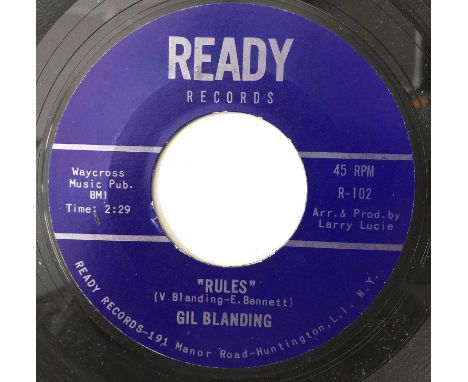 READY
RECORDS
Waycross
Music Pub.
BMI
Time: 2:29
45 RPM
R-102
Arr. & Prod. by
Larry Lucie
"RULES"
(V. Blanding-E. Bennett)
GIL BLANDING
READY RECORDS-191 Manor Road-Huntington, L.I. N.Y.